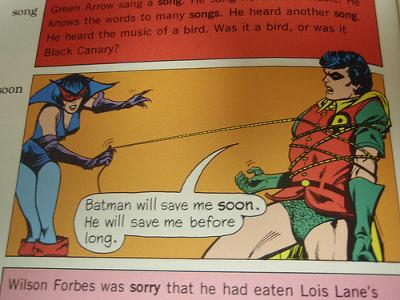 song
Green Arrow sang a song. He sang
knows the words to many songs. He heard another song.
He heard the music of a bird. Was it a bird, or was it
Black Canary?
soon
R
Batman will save me soon.
He will save me before
long.
Wilson Forbes was sorry that he had eaten Lois Lane's